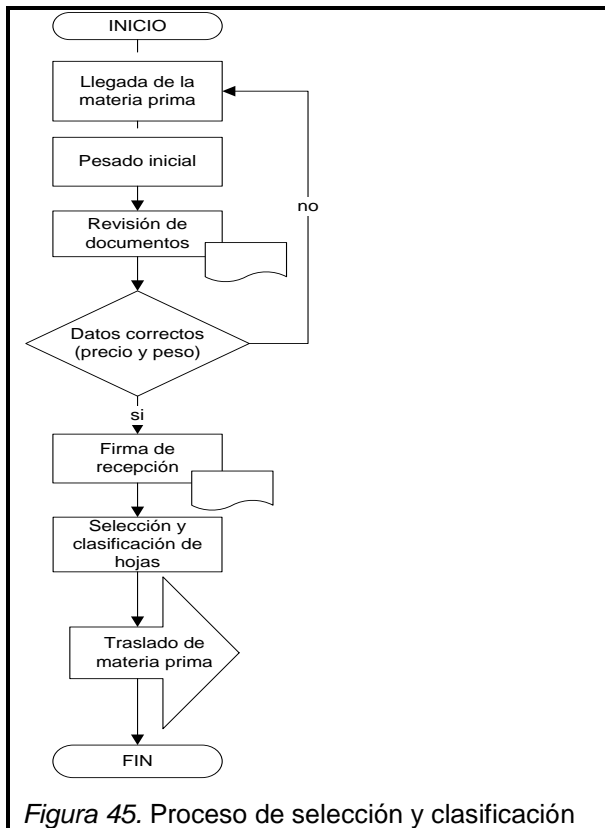 INICIO
Llegada de la
materia prima
Pesado inicial
no
Revisión de
documentos
Datos correctos
(precio y peso)
si
Firma de
recepción
Selección y
clasificación de
hojas
Traslado de
materia prima
FIN
Figura 45. Proceso de selección y clasificación